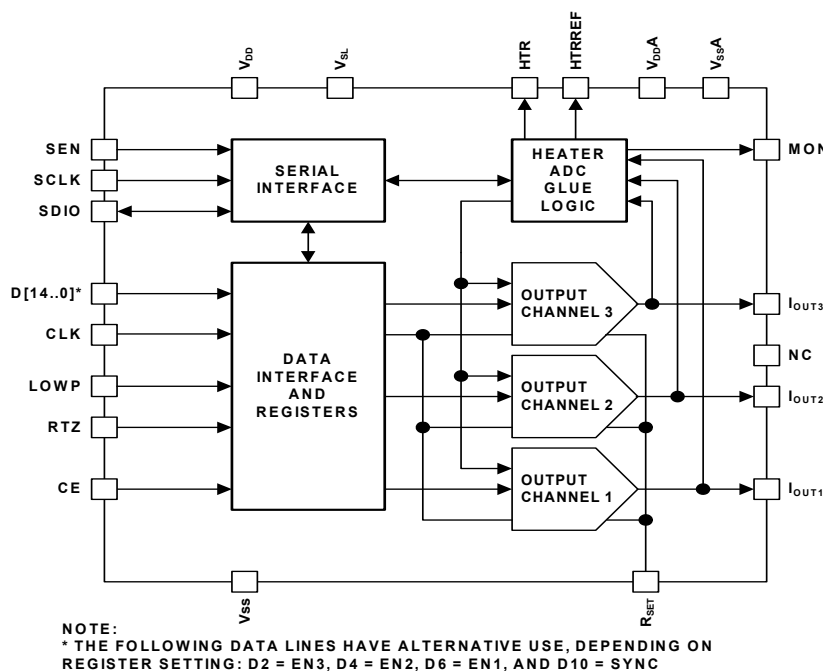 VDD
VSL
HTR
HTRREF
VDDA
VSSA
SEN
SCLK
SDIO
SERIAL
INTERFACE
HEATER
ADC
GLUE
LOGIC
MON
D[14..0]*
CLK
LOWP
RTZ
CE
DATA
INTERFACE
AND
REGISTERS
OUTPUT
CHANNEL 3
OUTPUT
CHANNEL 2
OUTPUT
CHANNEL 1
IOUT3
NC
IOUT2
IOUT1
Vss
RSET
NOTE:
* THE FOLLOWING DATA LINES HAVE ALTERNATIVE USE, DEPENDING ON
REGISTER SETTING: D2 = EN3, D4 = EN2, D6 = EN1, AND D10 = SYNC